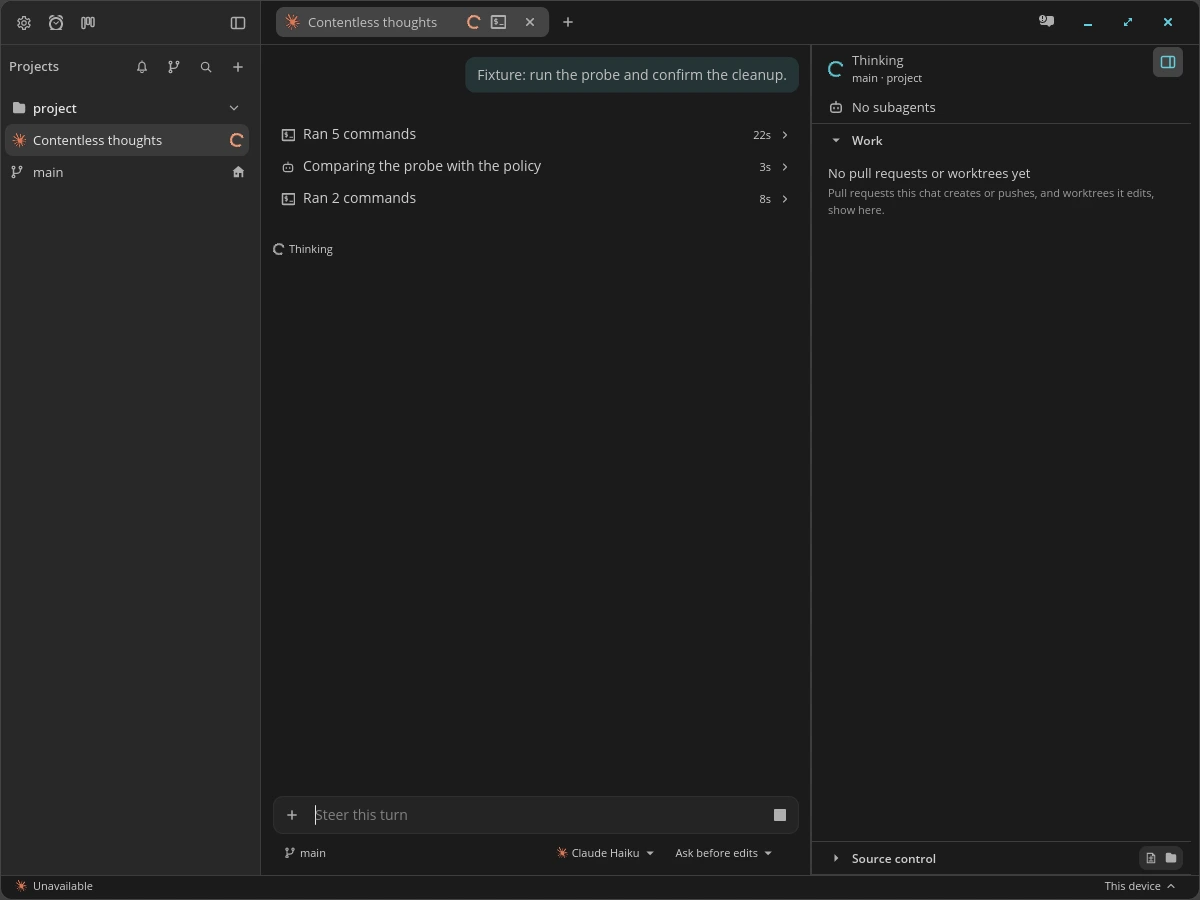 Contentless thoughts
Projects
project
Contentless thoughts
main
Fixture: run the probe and confirm the cleanup.
Ran 5 commands 22s
Comparing the probe with the policy 3s
Ran 2 commands 8s
Thinking
Steer this turn
main Claude Haiku Ask before edits
Thinking
main · project
No subagents
Work
No pull requests or worktrees yet
Pull requests this chat creates or pushes, and worktrees it edits,
show here.
Source control
Unavailable
This device